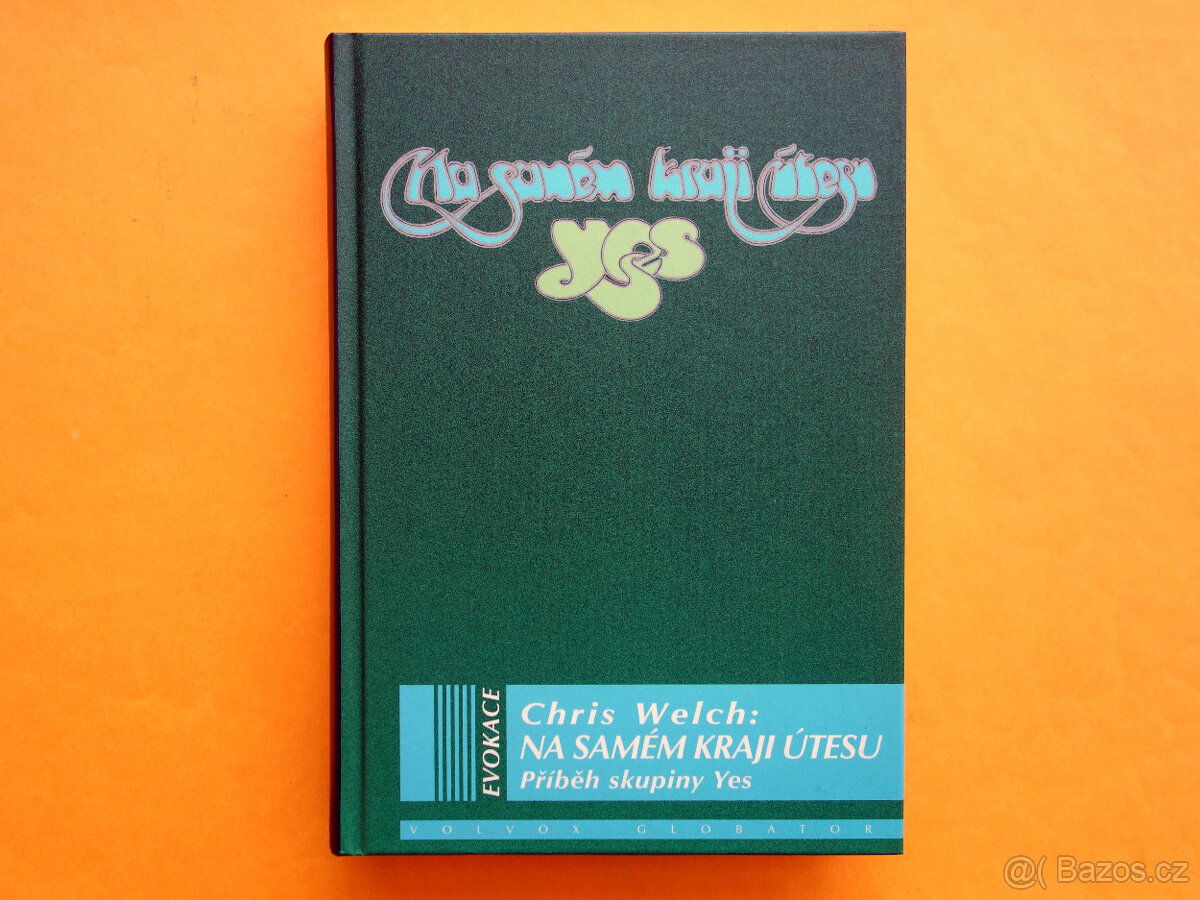 Na samém kraji útesu
yes
EVOKACE
Chris Welch:
NA SAMÉM KRAJI ÚTESU
Příběh skupiny Yes
VOLVOX GLOBATOR
@( Bazos.cz